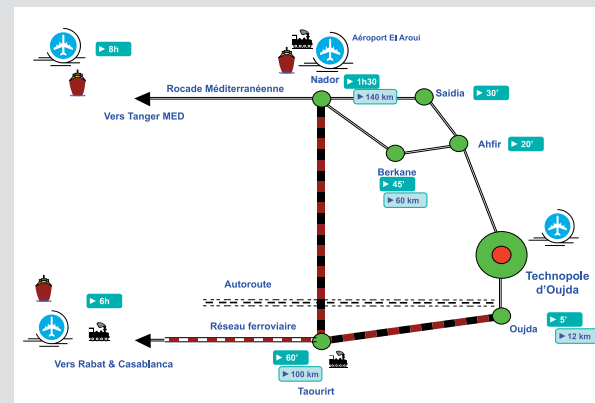 Aéroport El Aroui
► 8h
Nador
► 1h30
► 140 km
Rocade Méditerranéenne
Saidia
► 30'
Vers Tanger MED
Ahfir
► 20'
Berkane
► 45'
► 60 km
Technopole
d'Oujda
Autoroute
► 6h
Réseau ferroviaire
Oujda
► 5'
► 12 km
Vers Rabat & Casablanca
► 60'
► 100 km
Taourirt